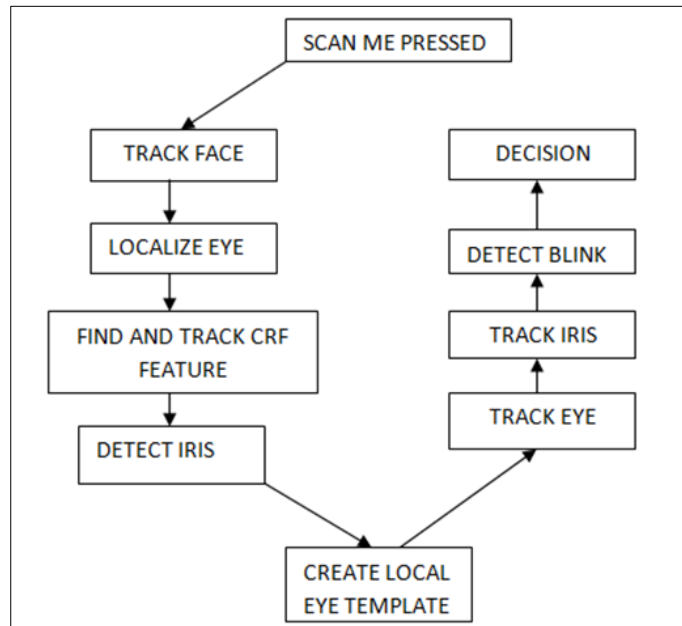 SCAN ME PRESSED
TRACK FACE
LOCALIZE EYE
FIND AND TRACK CRF
FEATURE
DETECT IRIS
CREATE LOCAL
EYE TEMPLATE
TRACK EYE
TRACK IRIS
DETECT BLINK
DECISION